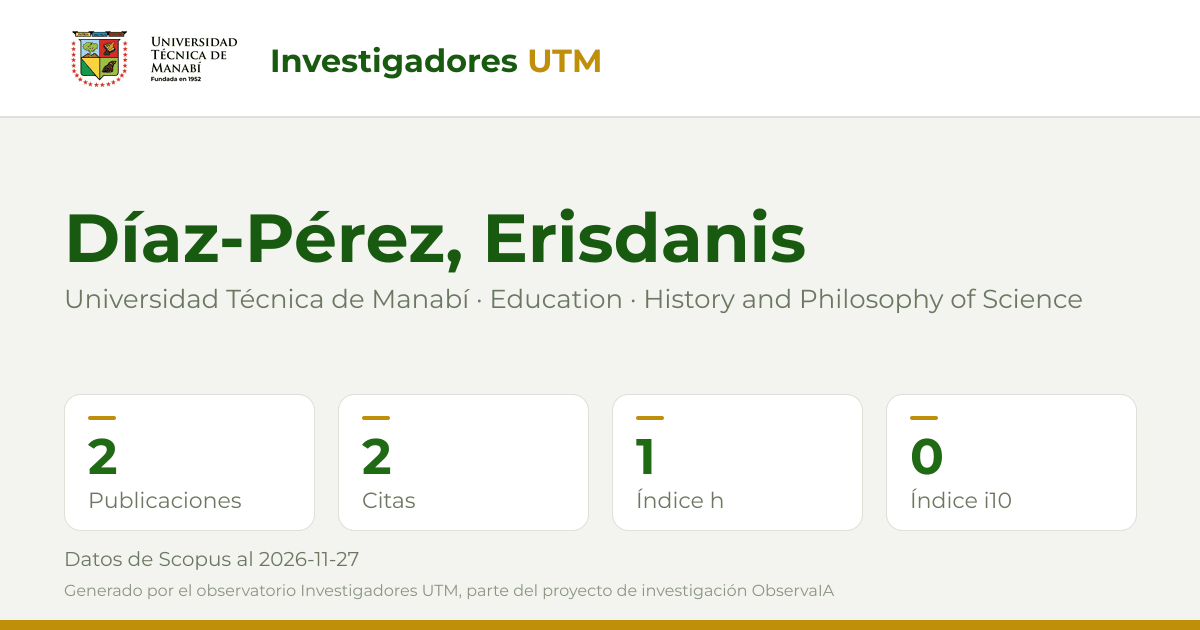 UNIVERSIDAD
TÉCNICA DE
MANABÍ
Fundada en 1952
Investigadores UTM
Díaz-Pérez, Erisdanis
Universidad Técnica de Manabí · Education · History and Philosophy of Science
2
Publicaciones
2
Citas
1
Índice h
0
Índice i10
Datos de Scopus al 2026-11-27
Generado por el observatorio Investigadores UTM, parte del proyecto de investigación ObservaIA